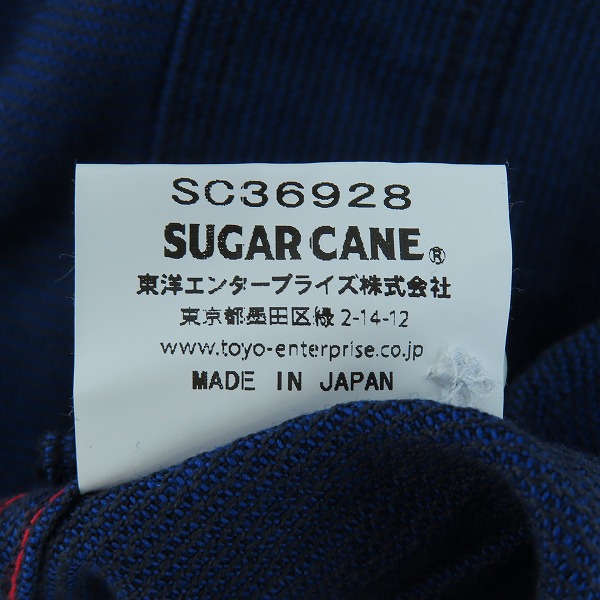 SC36928
SUGAR CANE®
東洋エンタープライズ株式会社
東京都墨田区緑 2-14-12
www.toyo-enterprise.co.jp
MADE IN JAPAN